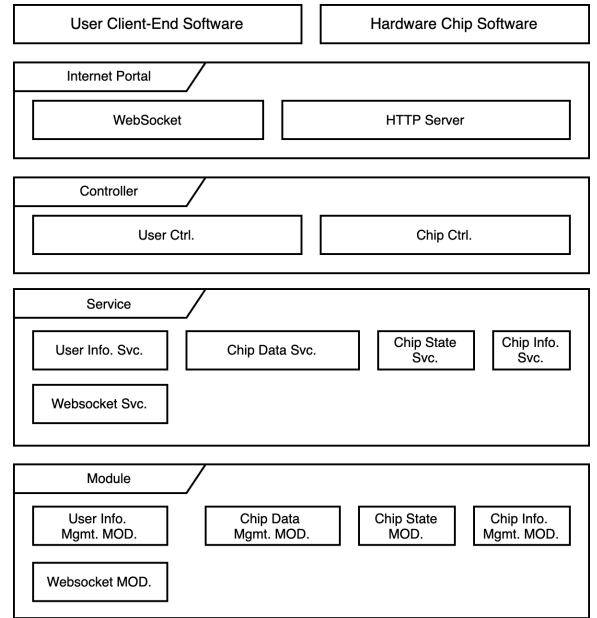 User Client-End Software
Hardware Chip Software
Internet Portal
WebSocket
HTTP Server
Controller
User Ctrl.
Chip Ctrl.
Service
User Info. Svc.
Chip Data Svc.
Chip State
Svc.
Chip Info.
Svc.
Websocket Svc.
Module
User Info.
Mgmt. MOD.
Chip Data
Mgmt. MOD.
Chip State
MOD.
Chip Info.
Mgmt. MOD.
Websocket MOD.